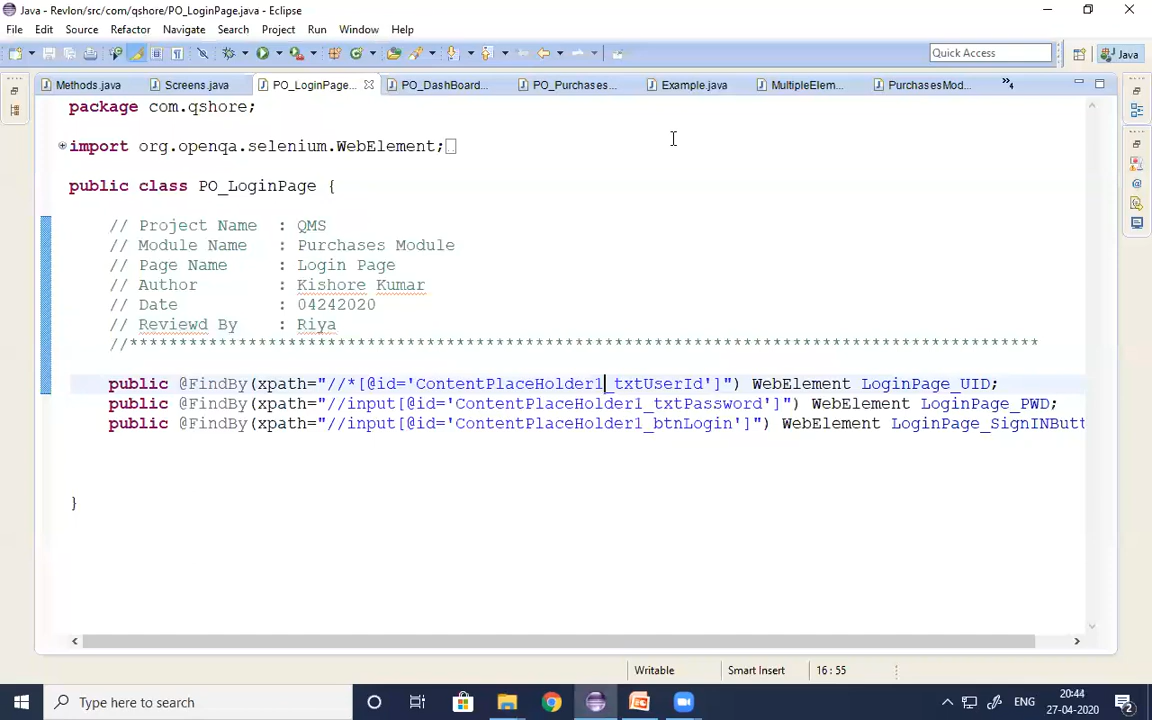 Java - Revlon/src/com/qshore/PO_LoginPage.java - Eclipse
File Edit Source Refactor Navigate Search Project Run Window Help
Quick Access
Java
Methods.java
Screens.java
PO_LoginPage...
PO_DashBoard...
PO_Purchases...
Example.java
MultipleElem...
PurchasesMod...
»4
package com.qshore;
import org.openqa.selenium.WebElement;
public class PO_LoginPage {
// Project Name : QMS
// Module Name : Purchases Module
// Page Name : Login Page
// Author : Kishore Kumar
// Date : 04242020
// Reviewd By : Riya
//********************************************************************************************
public @FindBy(xpath="//*[@id='ContentPlaceHolder1_txtUserId']") WebElement LoginPage_UID;
public @FindBy(xpath="//input[@id='ContentPlaceHolder1_txtPassword']") WebElement LoginPage_PWD;
public @FindBy(xpath="//input[@id='ContentPlaceHolder1_btnLogin']") WebElement LoginPage_SignINButt
}
Writable
Smart Insert
16 : 55
Type here to search
ENG
20:44
27-04-2020
2